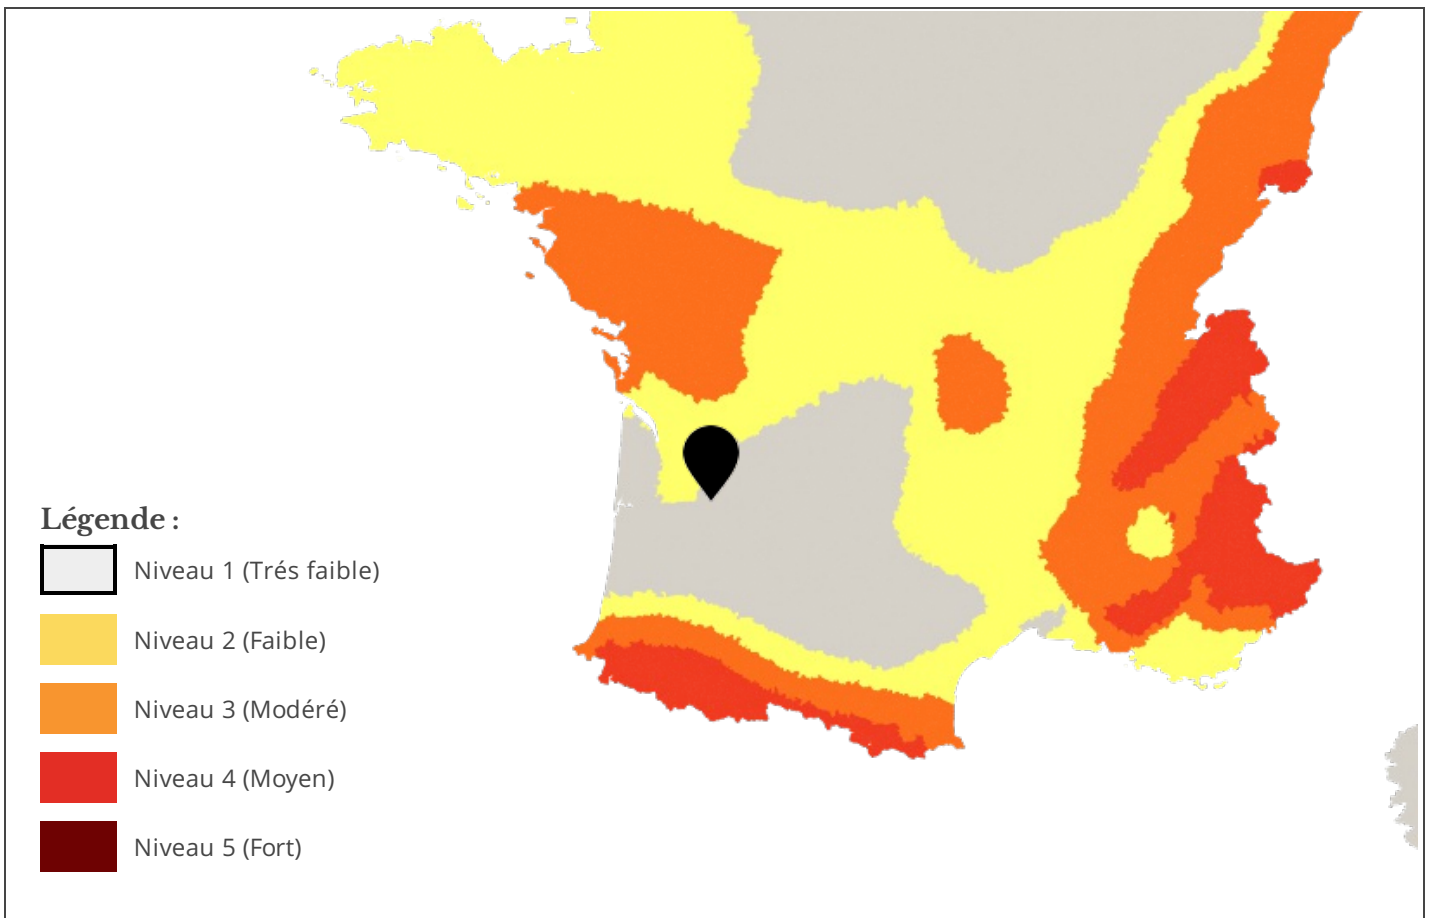 Légende :
Niveau 1 (Trés faible)
Niveau 2 (Faible)
Niveau 3 (Modéré)
Niveau 4 (Moyen)
Niveau 5 (Fort)